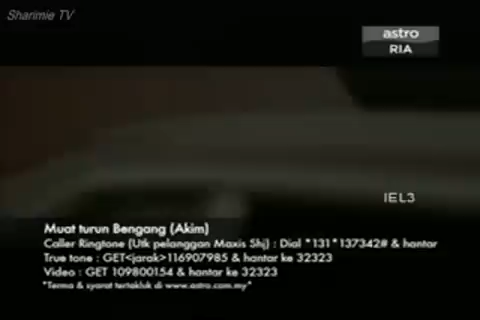 Sharimie TV
astro
RIA
IEL3
Muat turun Bengang (Akim)
Caller Ringtone (Utk pelanggan Maxis Shj) : Dial *131*137342# & hantar
True tone : GET<jarak>116907985 & hantar ke 32323
Video : GET 109800154 & hantar ke 32323
"Terma & syarat tertakluk di www.astro.com.my"